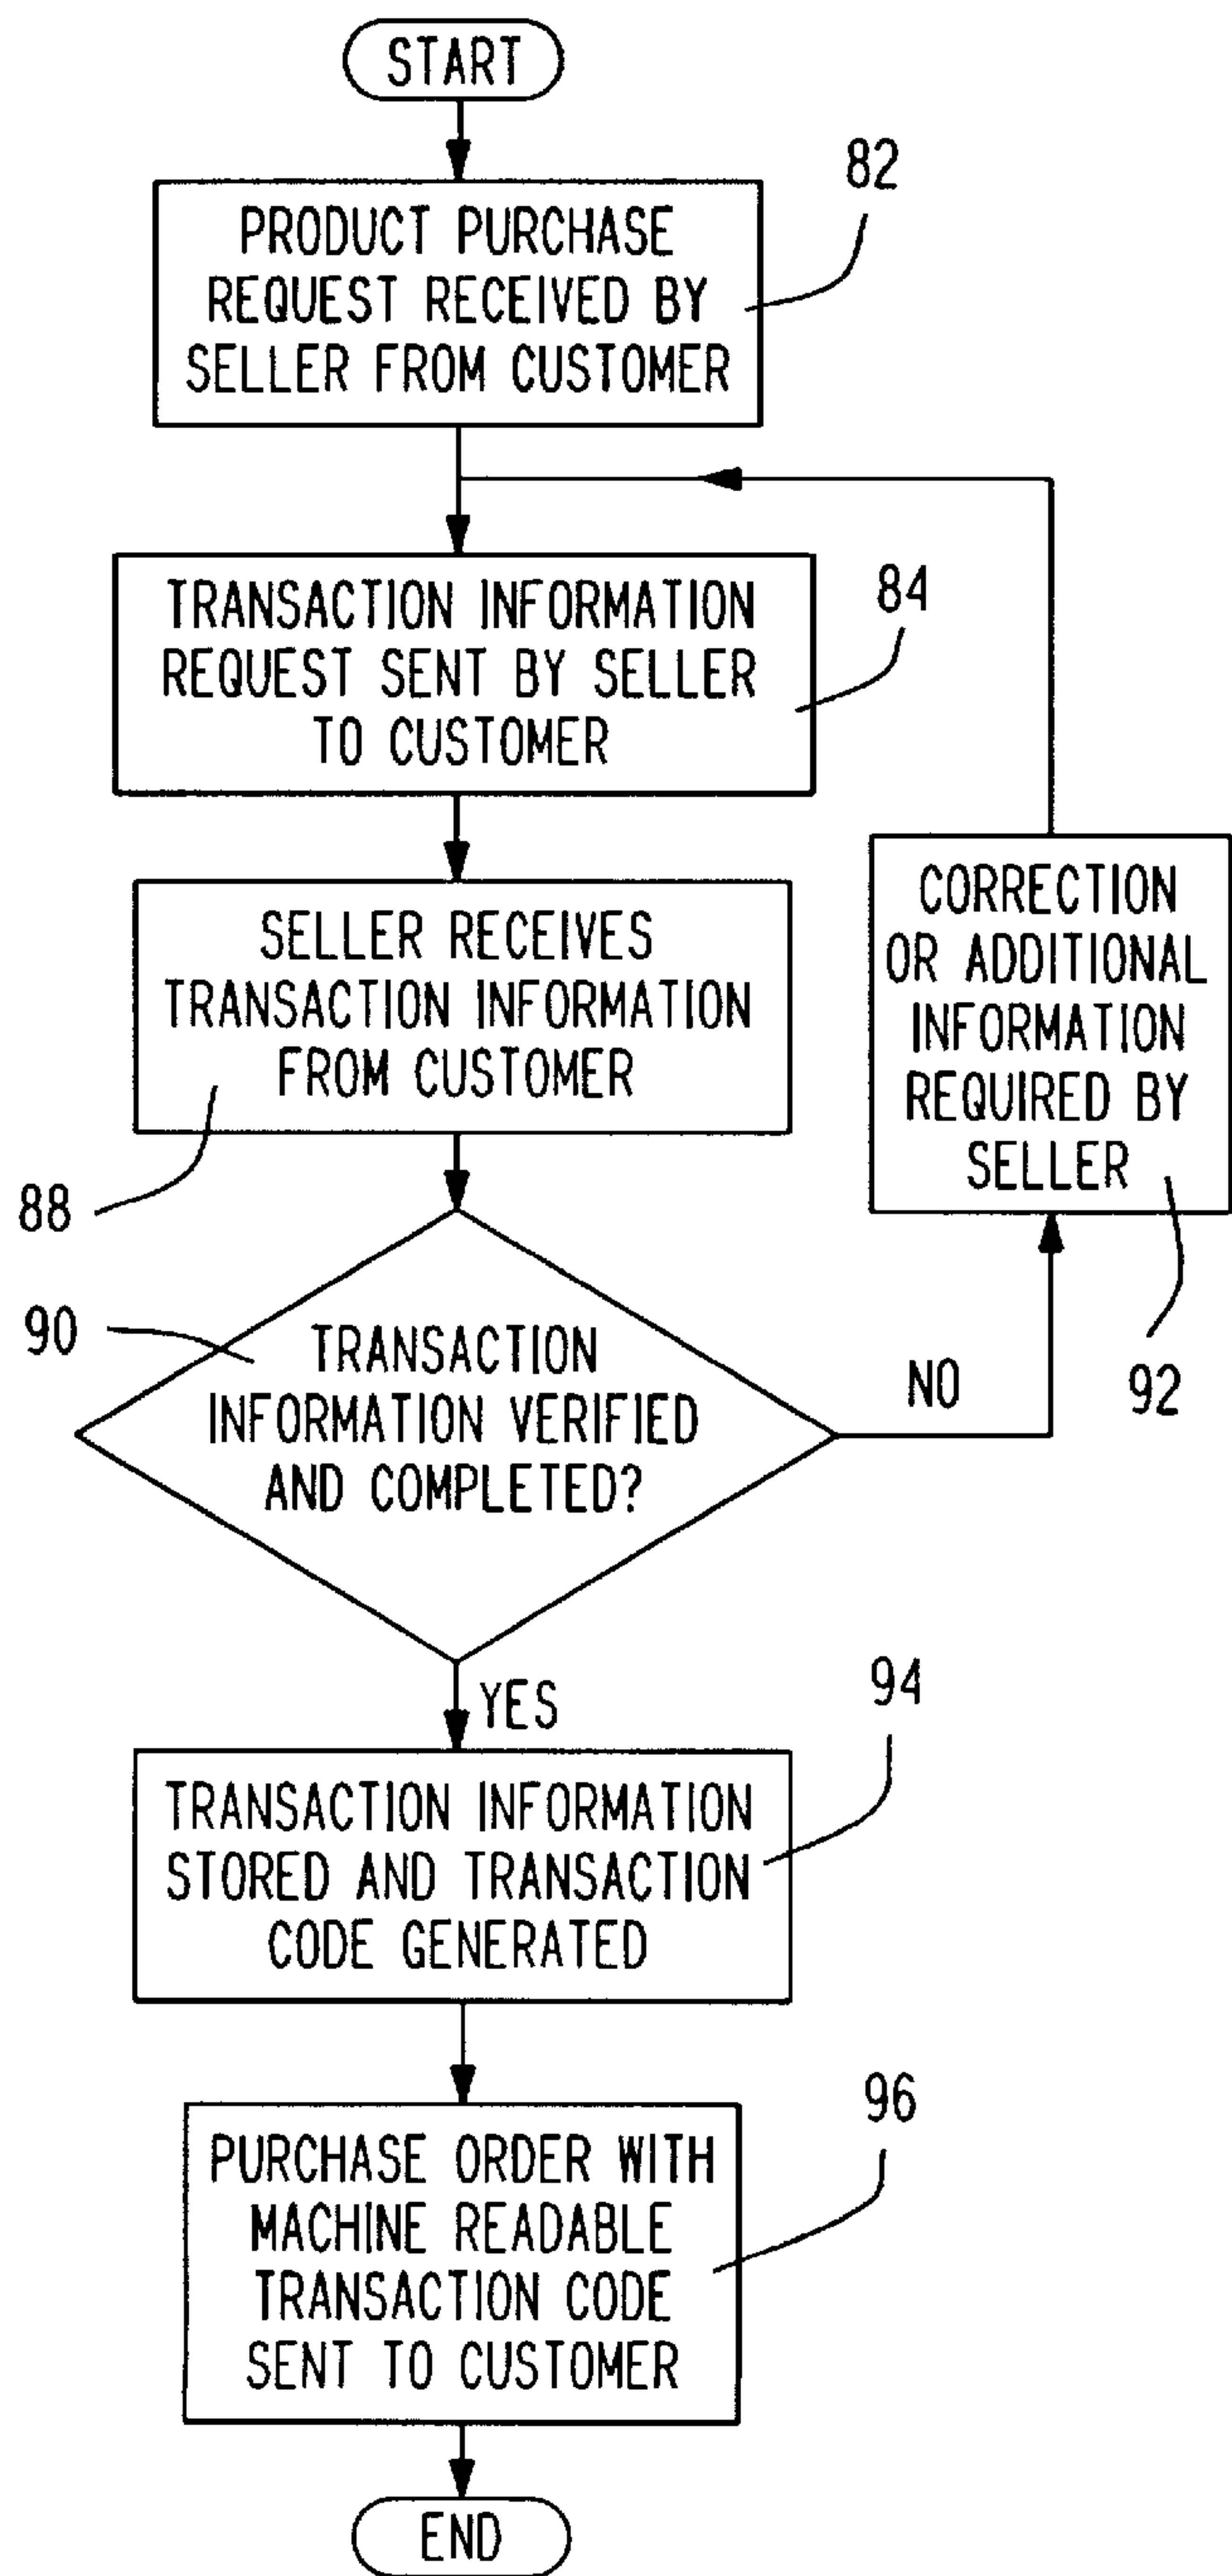 START
82
PRODUCT PURCHASE
REQUEST RECEIVED BY
SELLER FROM CUSTOMER
84
TRANSACTION INFORMATION
REQUEST SENT BY SELLER
TO CUSTOMER
SELLER RECEIVES
TRANSACTION INFORMATION
FROM CUSTOMER
88
CORRECTION
OR ADDITIONAL
INFORMATION
REQUIRED BY
SELLER
92
90
TRANSACTION
INFORMATION VERIFIED
AND COMPLETED?
NO
YES
94
TRANSACTION INFORMATION
STORED AND TRANSACTION
CODE GENERATED
96
PURCHASE ORDER WITH
MACHINE READABLE
TRANSACTION CODE
SENT TO CUSTOMER
END